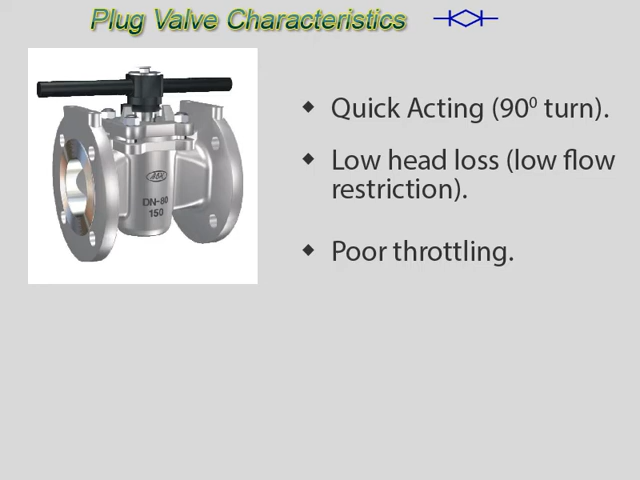 Plug Valve Characteristics
◆ Quick Acting (90⁰ turn).
◆ Low head loss (low flow
restriction).
◆ Poor throttling.
DN-80
150